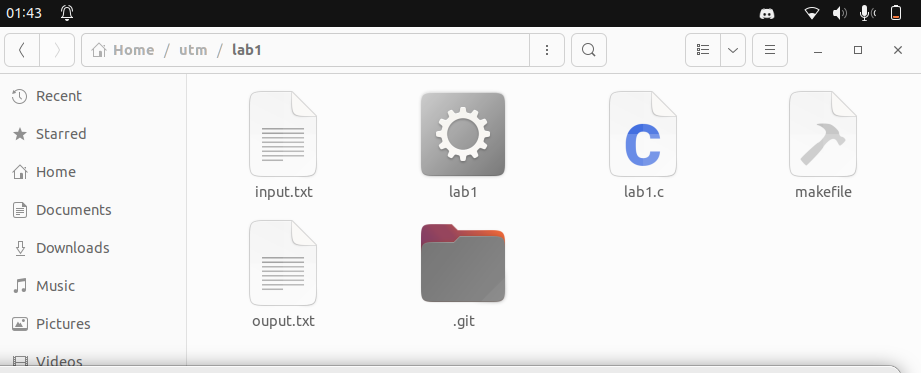 01:43
Home / utm / lab1
Recent
Starred
Home
Documents
Downloads
Music
Pictures
Videos
input.txt
lab1
lab1.c
makefile
ouput.txt
.git